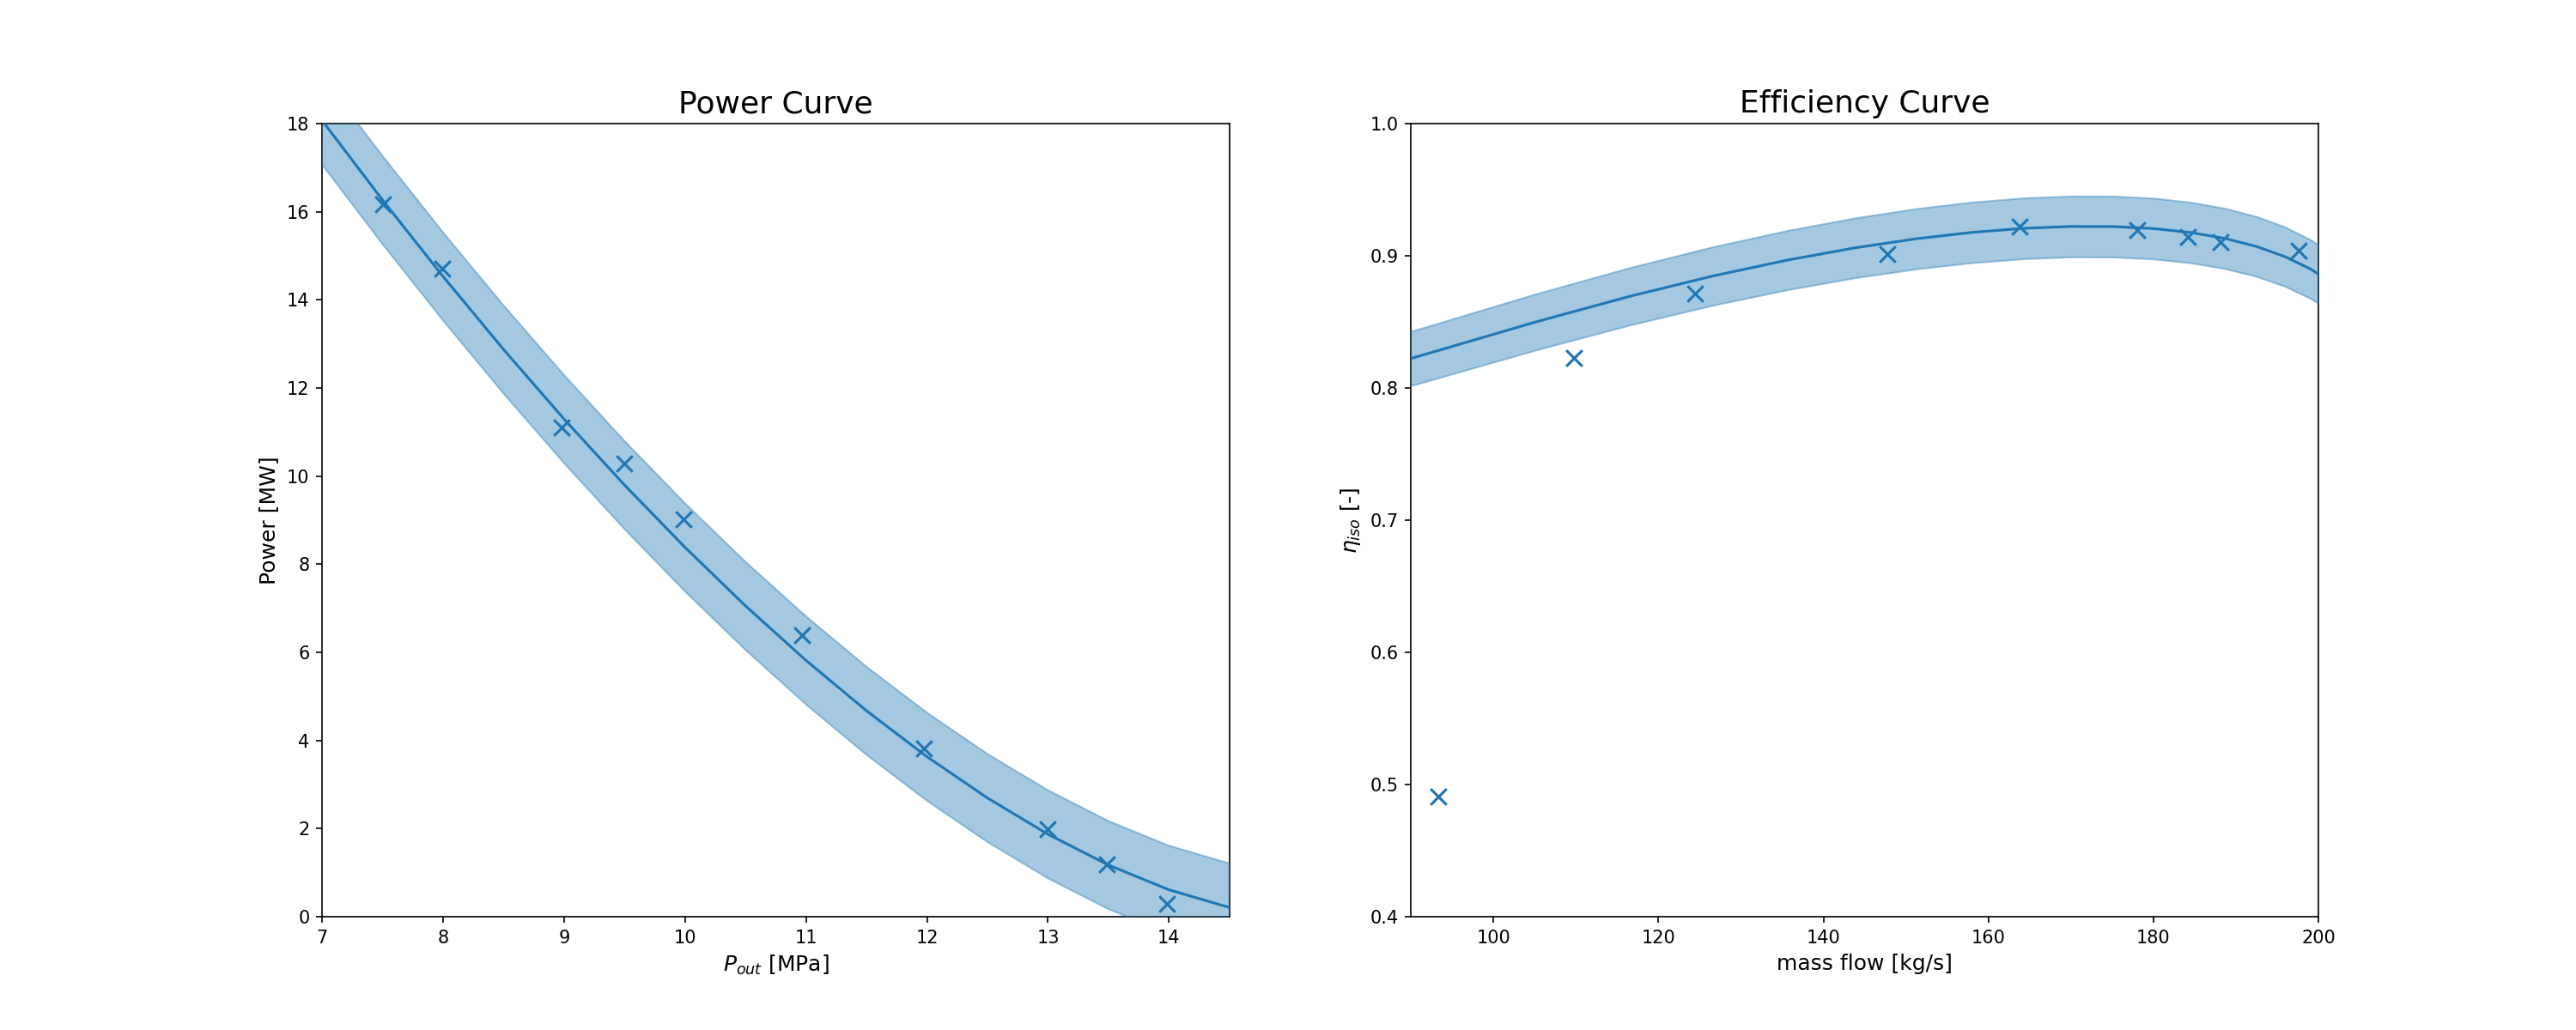 Power Curve
18
16
14
12
10
8
6
4
2
0
Power [MW]
7 8 9 10 11 12 13 14
P_out [MPa]
Efficiency Curve
1.0
0.9
0.8
0.7
0.6
0.5
0.4
η_iso [-]
100 120 140 160 180 200
mass flow [kg/s]